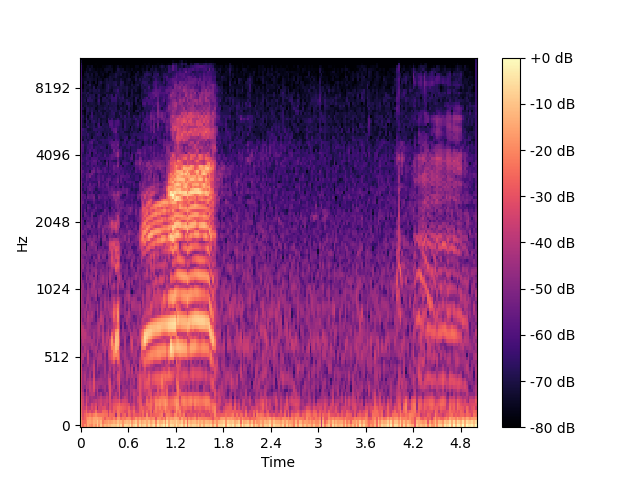 8192
4096
2048
1024
512
0
Hz
0 0.6 1.2 1.8 2.4 3 3.6 4.2 4.8
Time
+0 dB
-10 dB
-20 dB
-30 dB
-40 dB
-50 dB
-60 dB
-70 dB
-80 dB